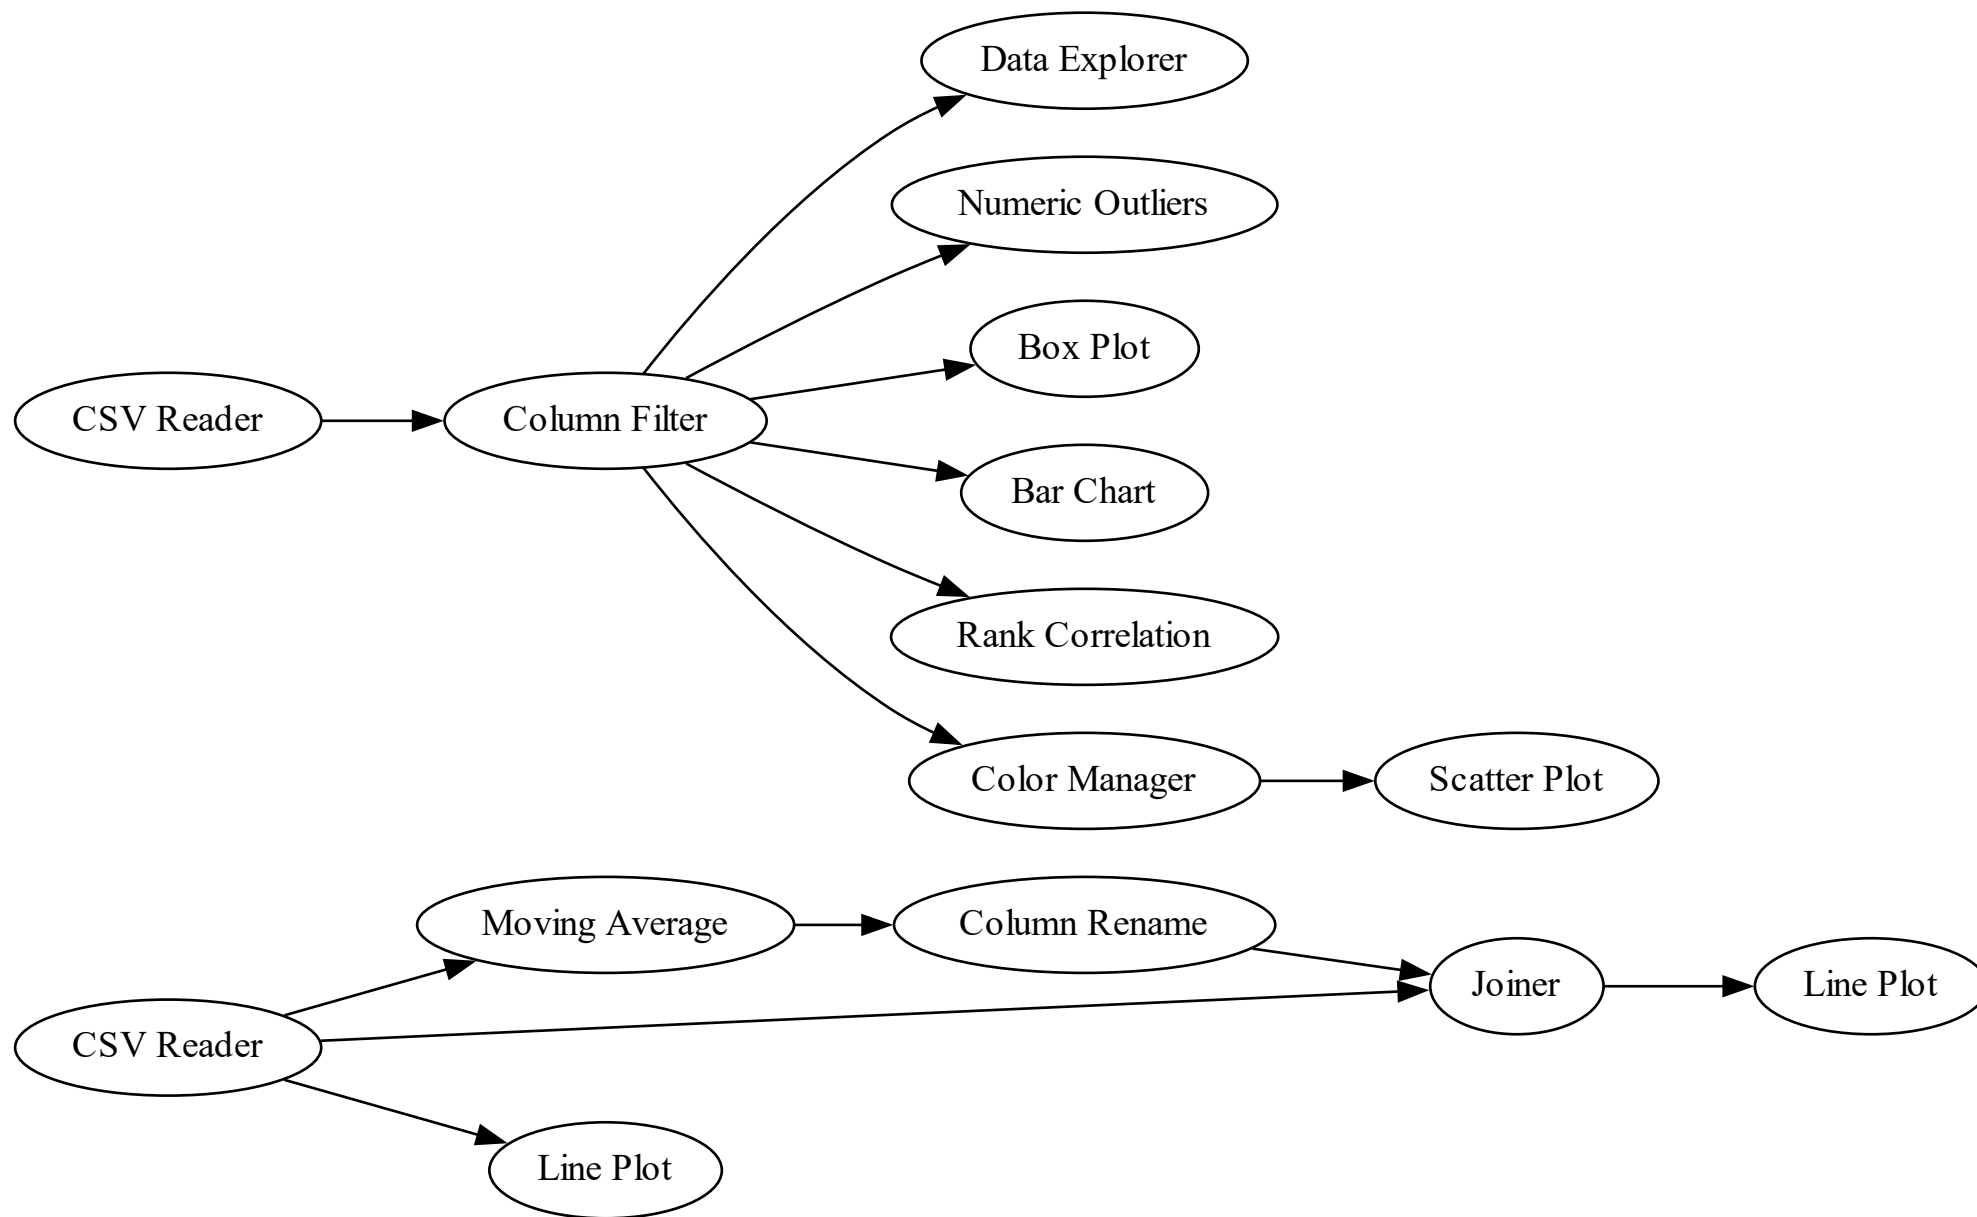 Data Explorer
Numeric Outliers
Box Plot
CSV Reader
Column Filter
Bar Chart
Rank Correlation
Color Manager
Scatter Plot
Moving Average
Column Rename
Joiner
Line Plot
CSV Reader
Line Plot